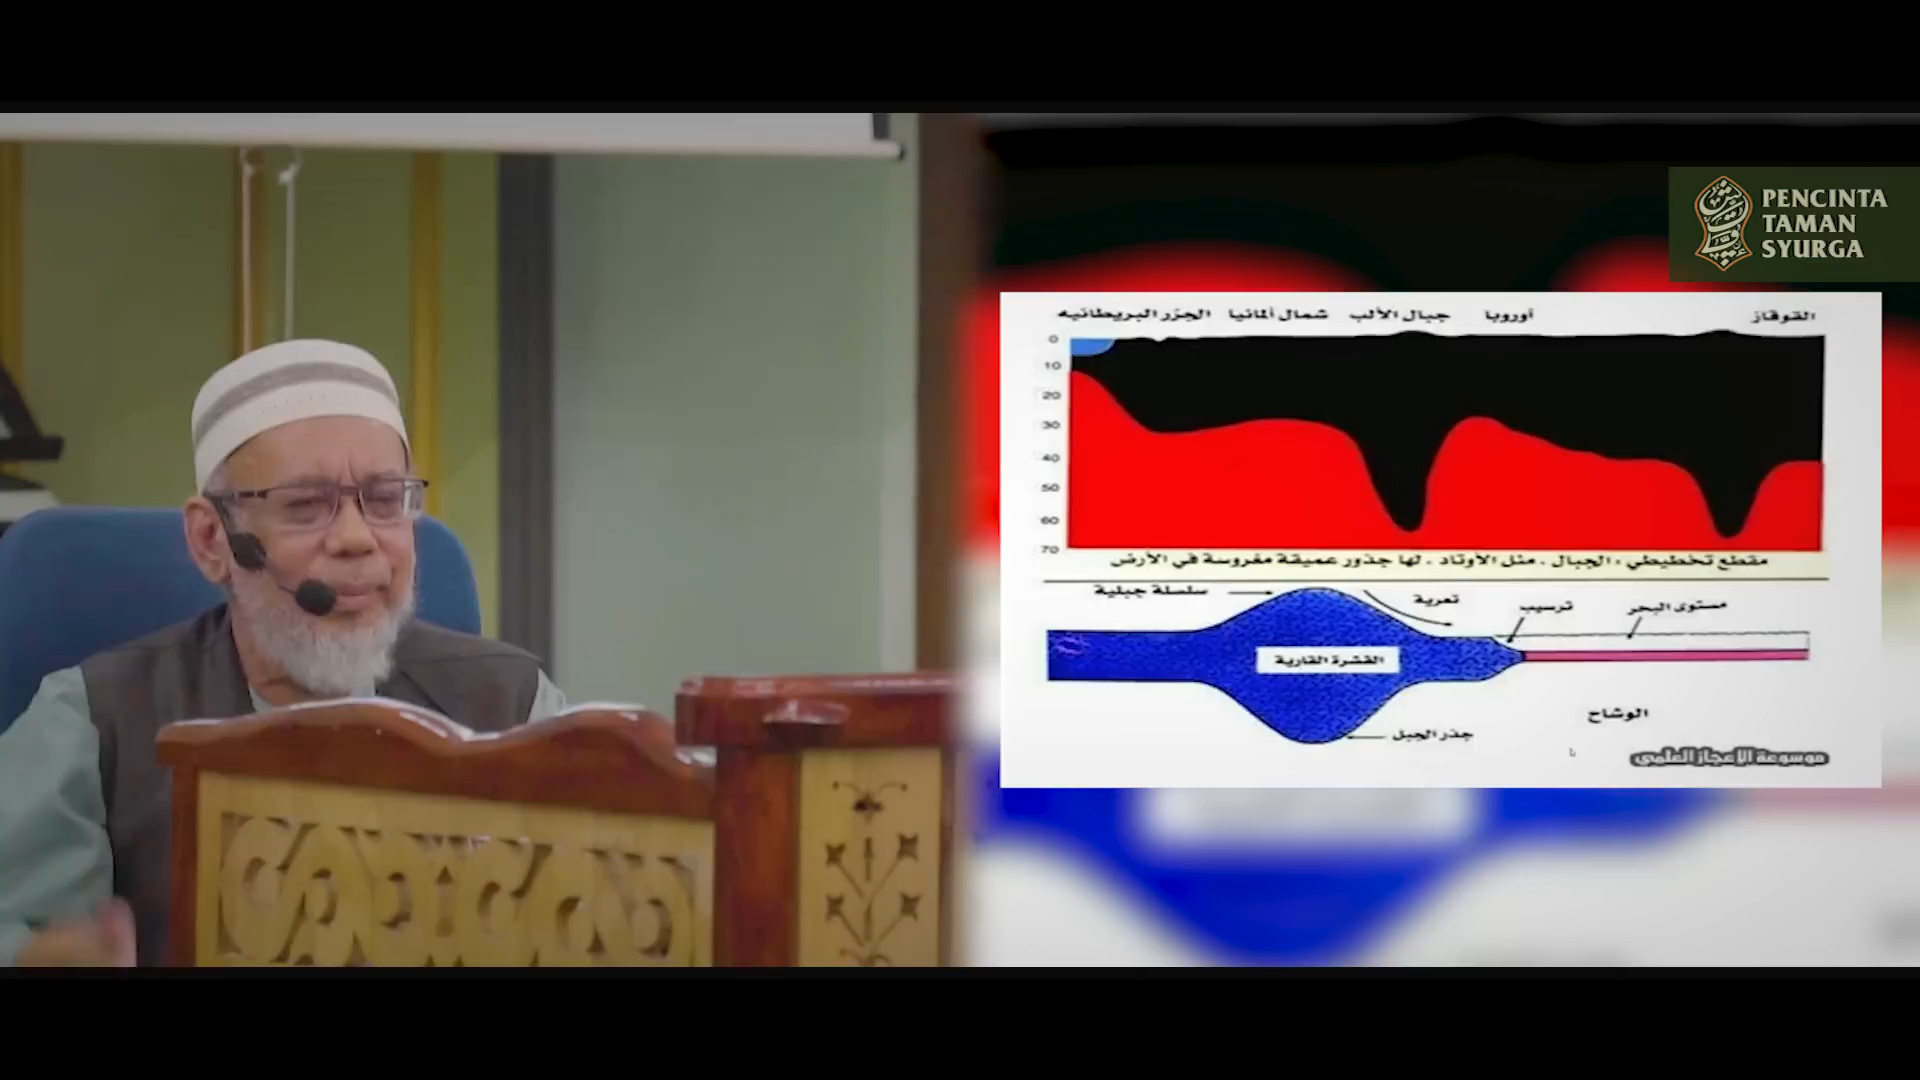 PENCINTA
TAMAN
SYURGA
القوقاز أوروبا جبال الألب شمال ألمانيا الجزر البريطانيه
0
10
20
30
40
50
60
70
مقطع تخطيطي : الجبال . مثل الأوتاد . لها جذور عميقة مغروسة في الأرض
سلسلة جبلية
تعرية
ترسيب
مستوى البحر
القشرة القارية
الوشاح
جذر الجبل
موسوعة الإعجاز العلمي